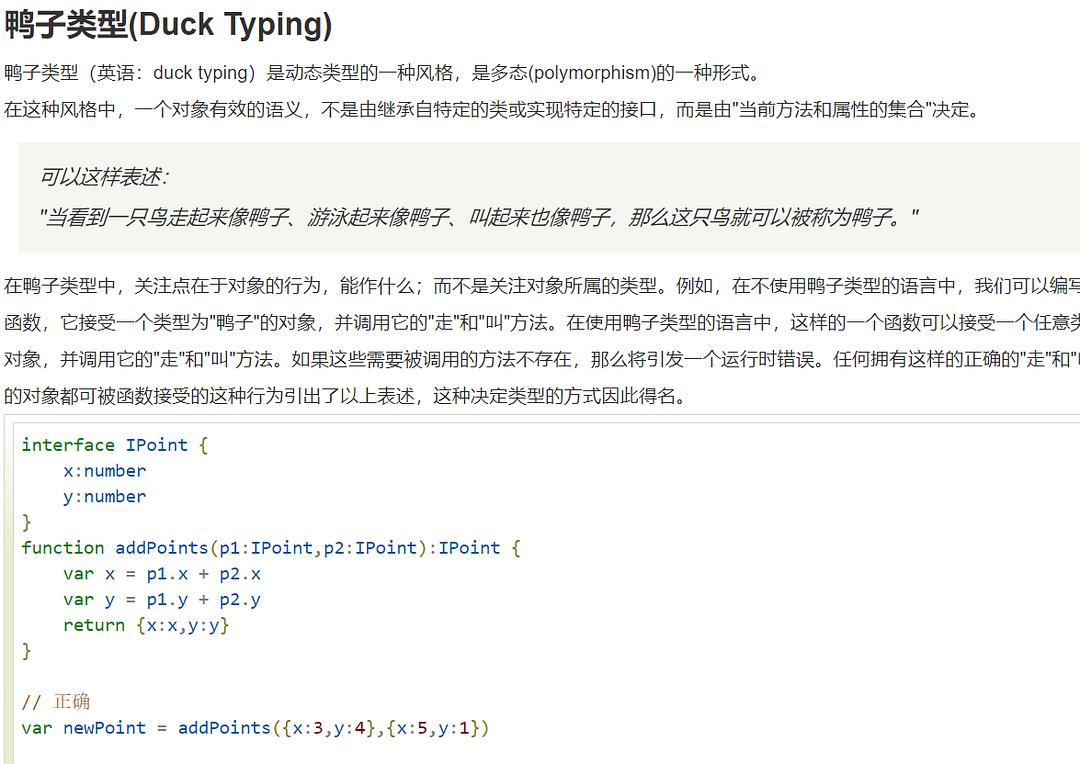 鸭子类型(Duck Typing)
鸭子类型（英语：duck typing）是动态类型的一种风格，是多态(polymorphism)的一种形式。
在这种风格中，一个对象有效的语义，不是由继承自特定的类或实现特定的接口，而是由"当前方法和属性的集合"决定。
可以这样表述：
"当看到一只鸟走起来像鸭子、游泳起来像鸭子、叫起来也像鸭子，那么这只鸟就可以被称为鸭子。"
在鸭子类型中，关注点在于对象的行为，能作什么；而不是关注对象所属的类型。例如，在不使用鸭子类型的语言中，我们可以编写
函数，它接受一个类型为"鸭子"的对象，并调用它的"走"和"叫"方法。在使用鸭子类型的语言中，这样的一个函数可以接受一个任意类
对象，并调用它的"走"和"叫"方法。如果这些需要被调用的方法不存在，那么将引发一个运行时错误。任何拥有这样的正确的"走"和"
的对象都可被函数接受的这种行为引出了以上表述，这种决定类型的方式因此得名。
interface IPoint {
    x:number
    y:number
}
function addPoints(p1:IPoint,p2:IPoint):IPoint {
    var x = p1.x + p2.x
    var y = p1.y + p2.y
    return {x:x,y:y}
}
// 正确
var newPoint = addPoints({x:3,y:4},{x:5,y:1})